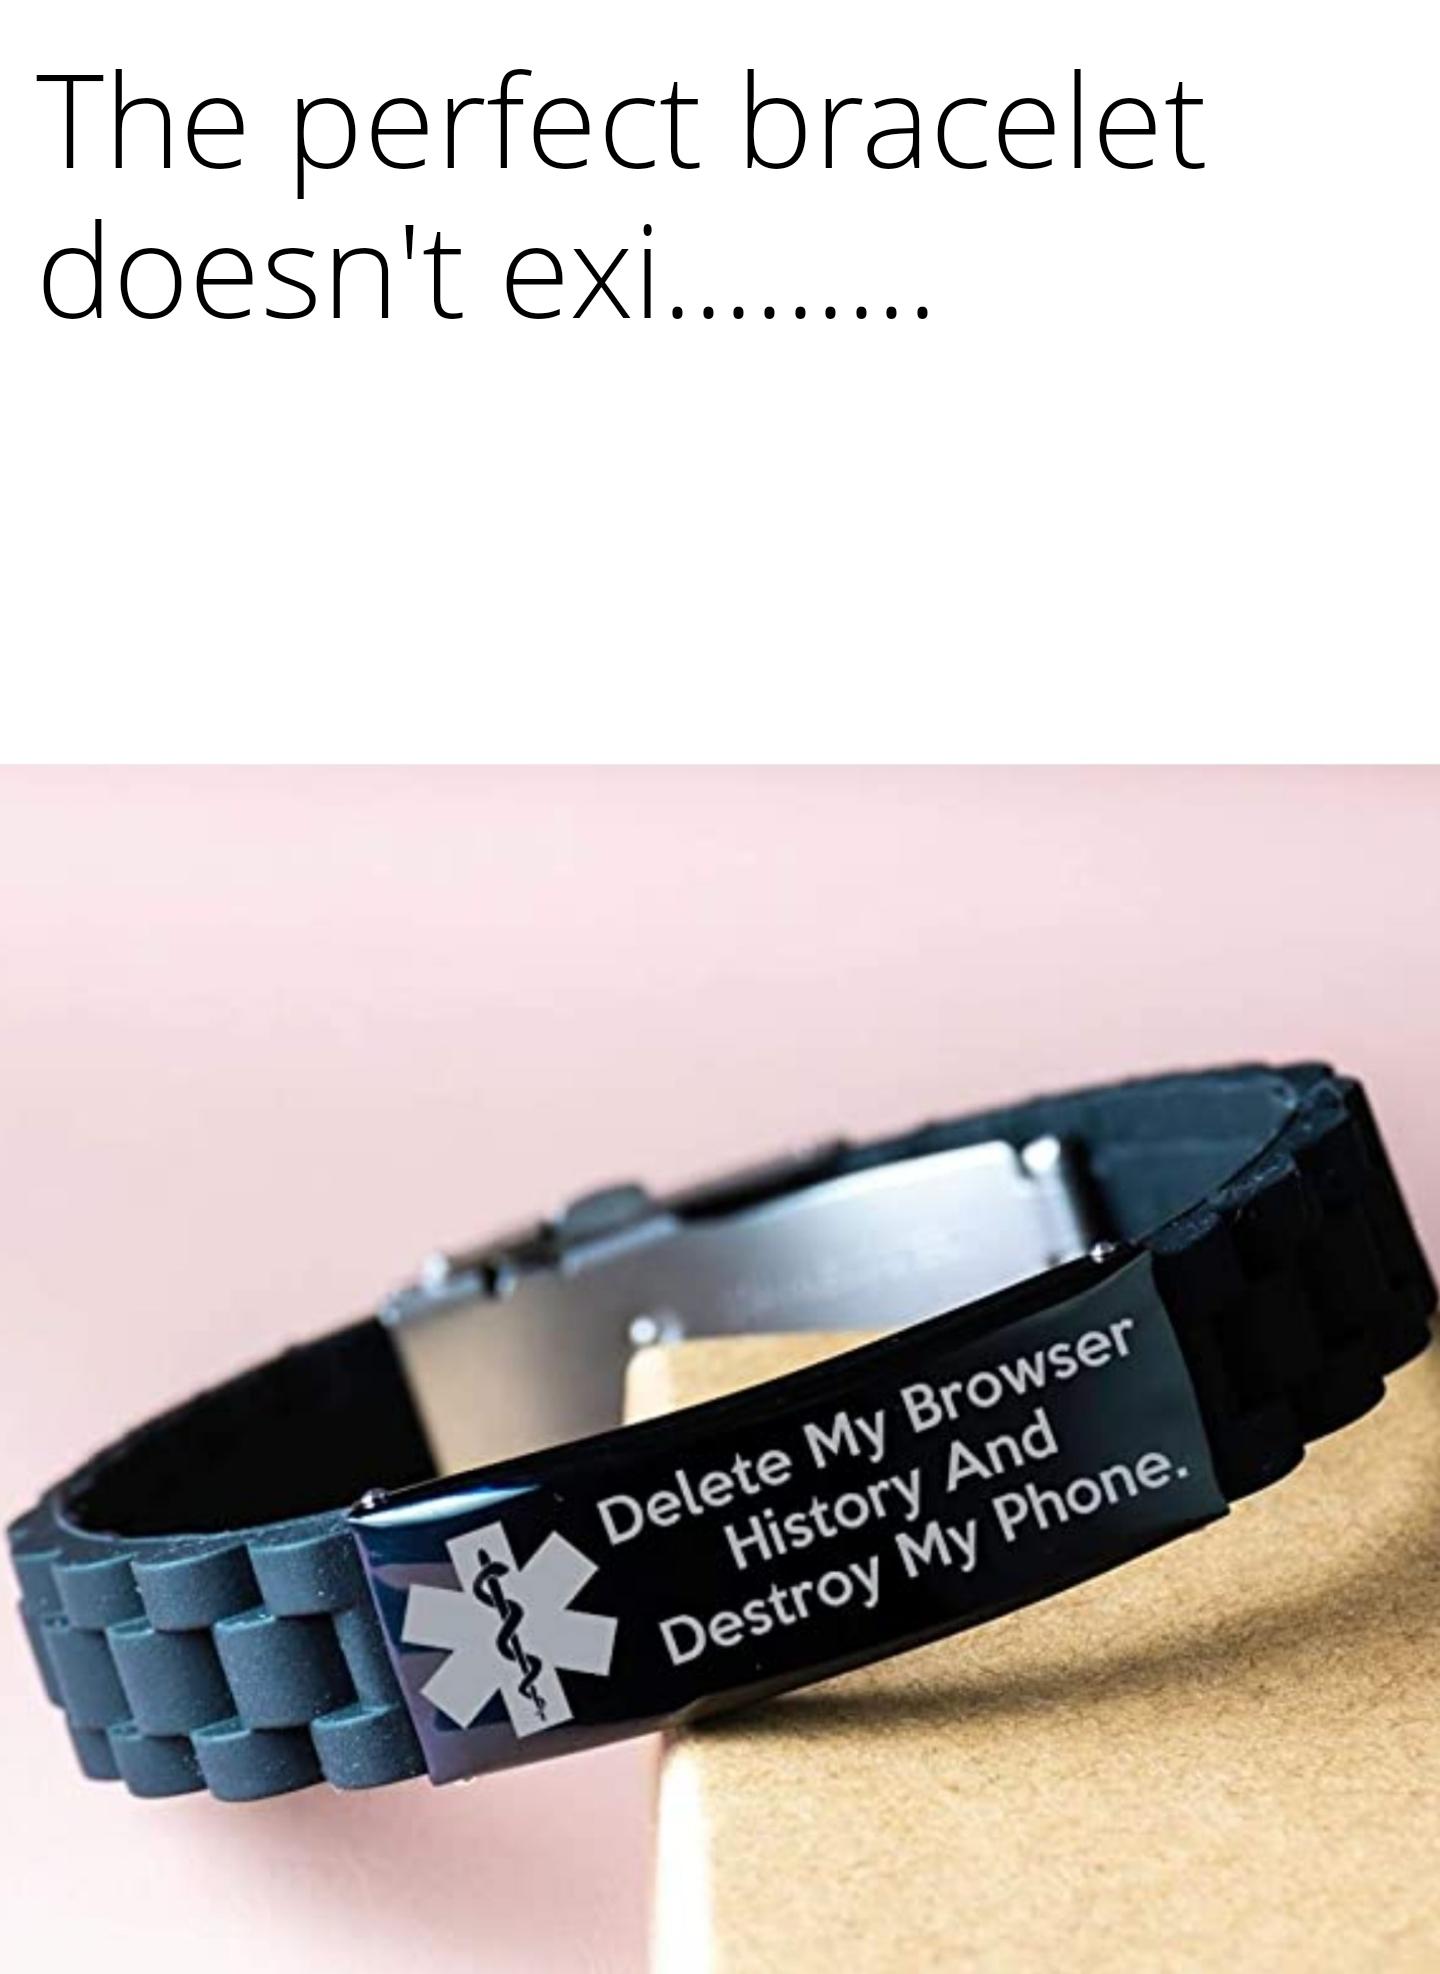 The perfect bracelet
doesn't exi.........
Delete My Browser
History And
Destroy My Phone.